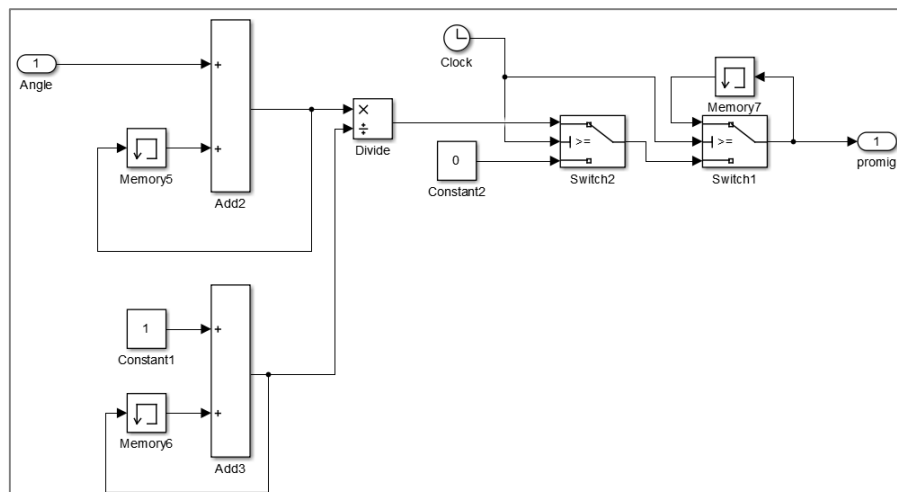 1
Angle
+
+
Memory5
Add2
×
÷
Divide
Clock
0
Constant2
>=
Switch2
Memory7
>=
Switch1
1
promig
1
Constant1
+
+
Memory6
Add3